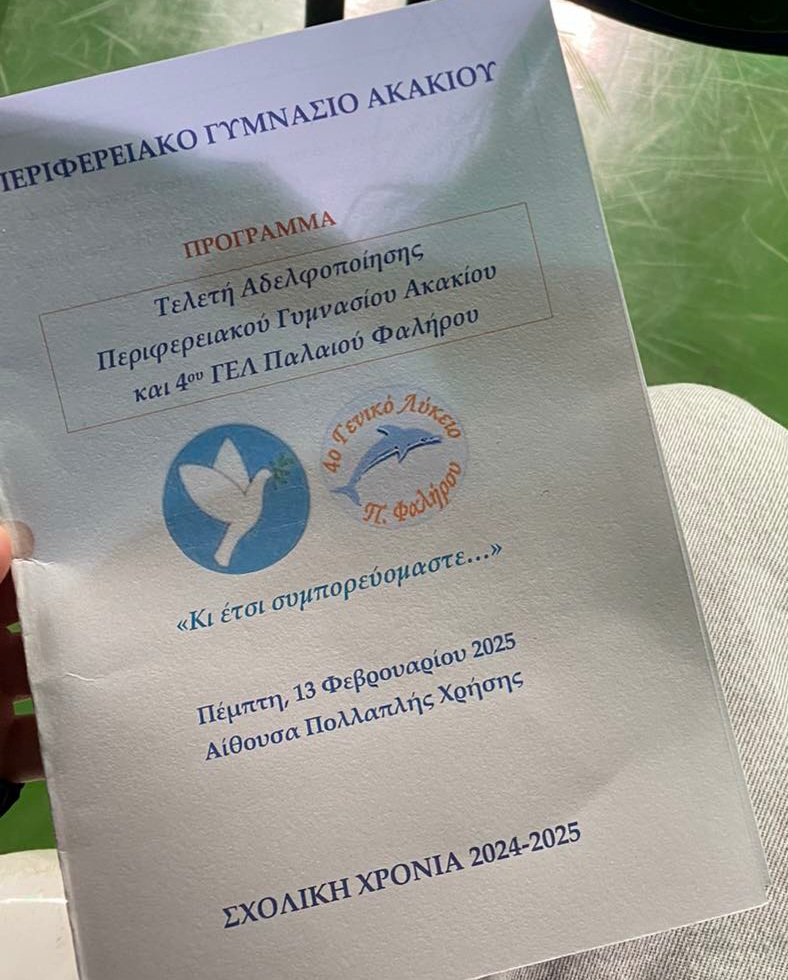 ΠΕΡΙΦΕΡΕΙΑΚΟ ΓΥΜΝΑΣΙΟ ΑΚΑΚΙΟΥ
ΠΡΟΓΡΑΜΜΑ
Τελετή Αδελφοποίησης
Περιφερειακού Γυμνασίου Ακακίου
και 4ου ΓΕΛ Παλαιού Φαλήρου
4ο Γενικό Λύκειο
Π. Φαλήρου
«Κι έτσι συμπορεύομαστε...»
Πέμπτη, 13 Φεβρουαρίου 2025
Αίθουσα Πολλαπλής Χρήσης
ΣΧΟΛΙΚΗ ΧΡΟΝΙΑ 2024-2025